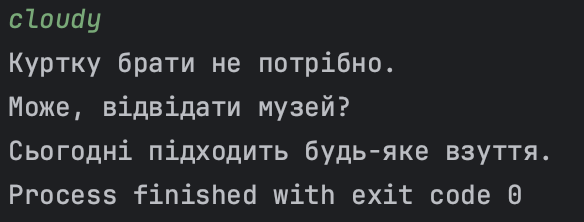 cloudy
Куртку брати не потрібно.
Може, відвідати музей?
Сьогодні підходить будь-яке взуття.
Process finished with exit code 0